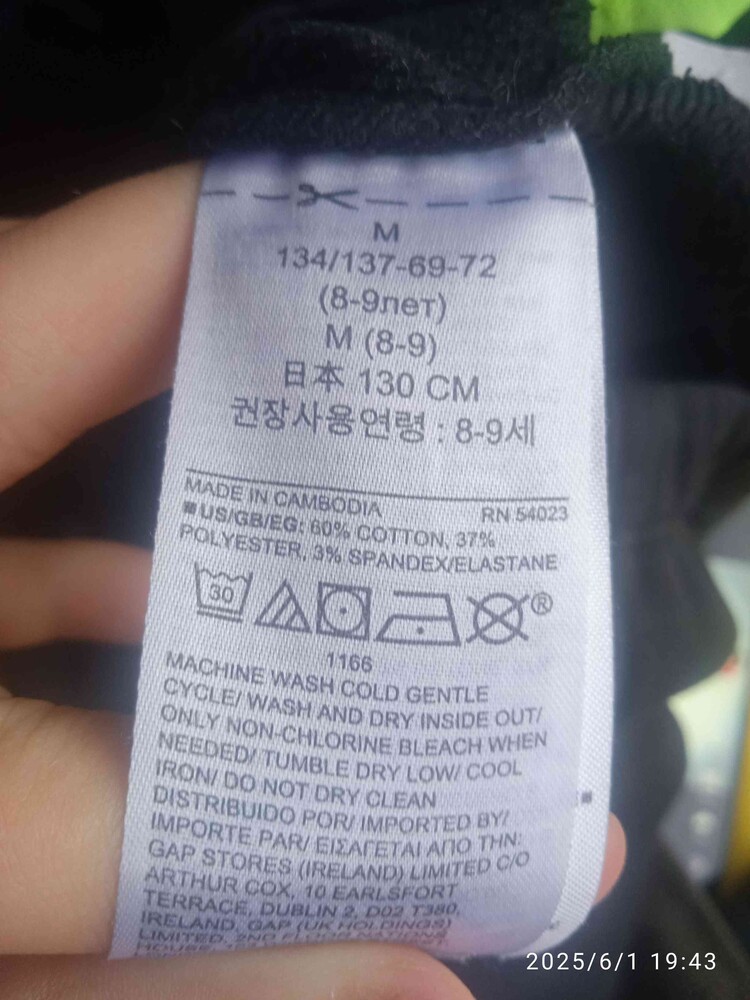 M
134/137-69-72
(8-9лет)
M (8-9)
日本 130 CM
권장사용연령 : 8-9세
MADE IN CAMBODIA RN 54023
■US/GB/EG: 60% COTTON, 37%
POLYESTER, 3% SPANDEX/ELASTANE
30 ®
1166
MACHINE WASH COLD GENTLE
CYCLE/ WASH AND DRY INSIDE OUT/
ONLY NON-CHLORINE BLEACH WHEN
NEEDED/ TUMBLE DRY LOW/ COOL
IRON/ DO NOT DRY CLEAN
DISTRIBUIDO POR/ IMPORTED BY/
IMPORTE PAR/ ΕΙΣΑΓΕΤΑΙ ΑΠΟ ΤΗΝ:
GAP STORES (IRELAND) LIMITED C/O
ARTHUR COX, 10 EARLSFORT
TERRACE, DUBLIN 2, D02 T380,
IRELAND, GAP (UK HOLDINGS)
LIMITED, 2ND
2025/6/1 19:43